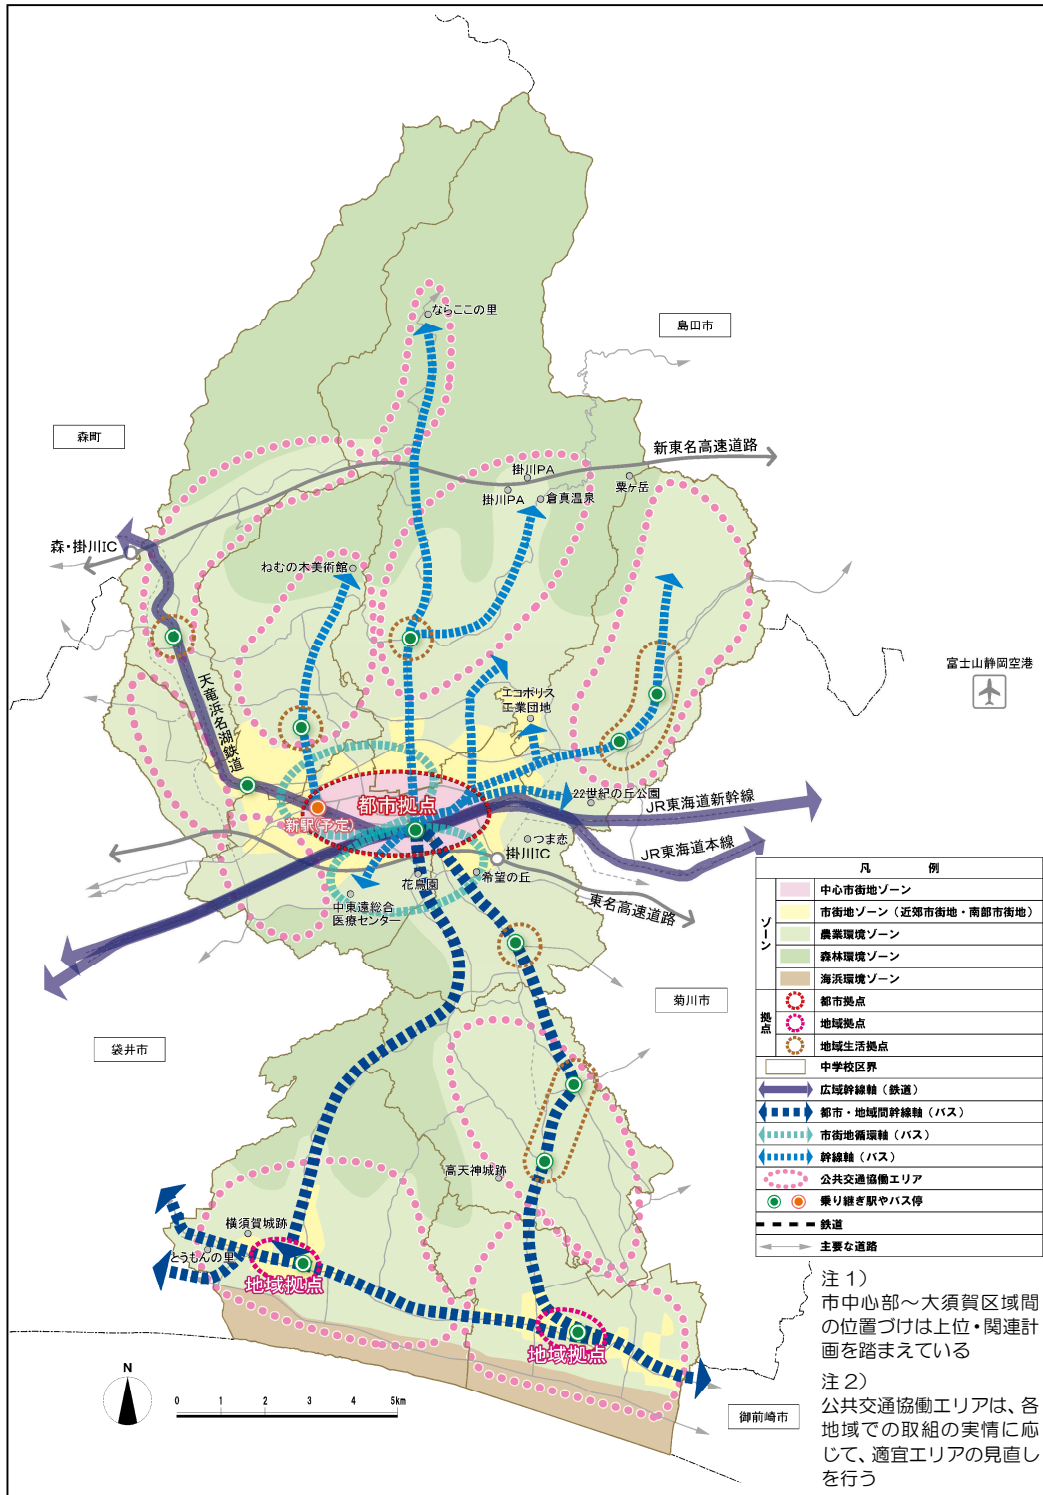 ならここの里
島田市
森町
新東名高速道路
掛川PA
掛川PA
倉真温泉
粟ヶ岳
森・掛川IC
ねむの木美術館
富士山静岡空港
天竜浜名湖鉄道
エコポリス
工業団地
22世紀の丘公園
都市拠点
新駅(予定)
JR東海道新幹線
つま恋
JR東海道本線
掛川IC
花鳥園
希望の丘
中東遠総合
医療センター
東名高速道路
菊川市
袋井市
高天神城跡
横須賀城跡
とうもんの里
地域拠点
地域拠点
御前崎市
N
0 1 2 3 4 5km
凡 例
ゾーン
中心市街地ゾーン
市街地ゾーン（近郊市街地・南部市街地）
農業環境ゾーン
森林環境ゾーン
海浜環境ゾーン
拠点
都市拠点
地域拠点
地域生活拠点
中学校区界
広域幹線軸（鉄道）
都市・地域間幹線軸（バス）
市街地循環軸（バス）
幹線軸（バス）
公共交通協働エリア
乗り継ぎ駅やバス停
鉄道
主要な道路
注１）
市中心部～大須賀区域間
の位置づけは上位・関連計
画を踏まえている
注２）
公共交通協働エリアは、各
地域での取組の実情に応
じて、適宜エリアの見直し
を行う